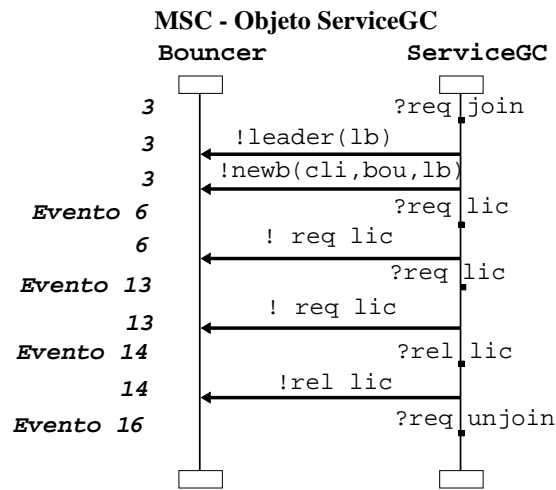 MSC - Objeto ServiceGC
Bouncer ServiceGC
3 ?req join
3 !leader(lb)
3 !newb(cli,bou,lb)
Evento 6 ?req lic
6 ! req lic
Evento 13 ?req lic
13 ! req lic
Evento 14 ?rel lic
14 !rel lic
Evento 16 ?req unjoin